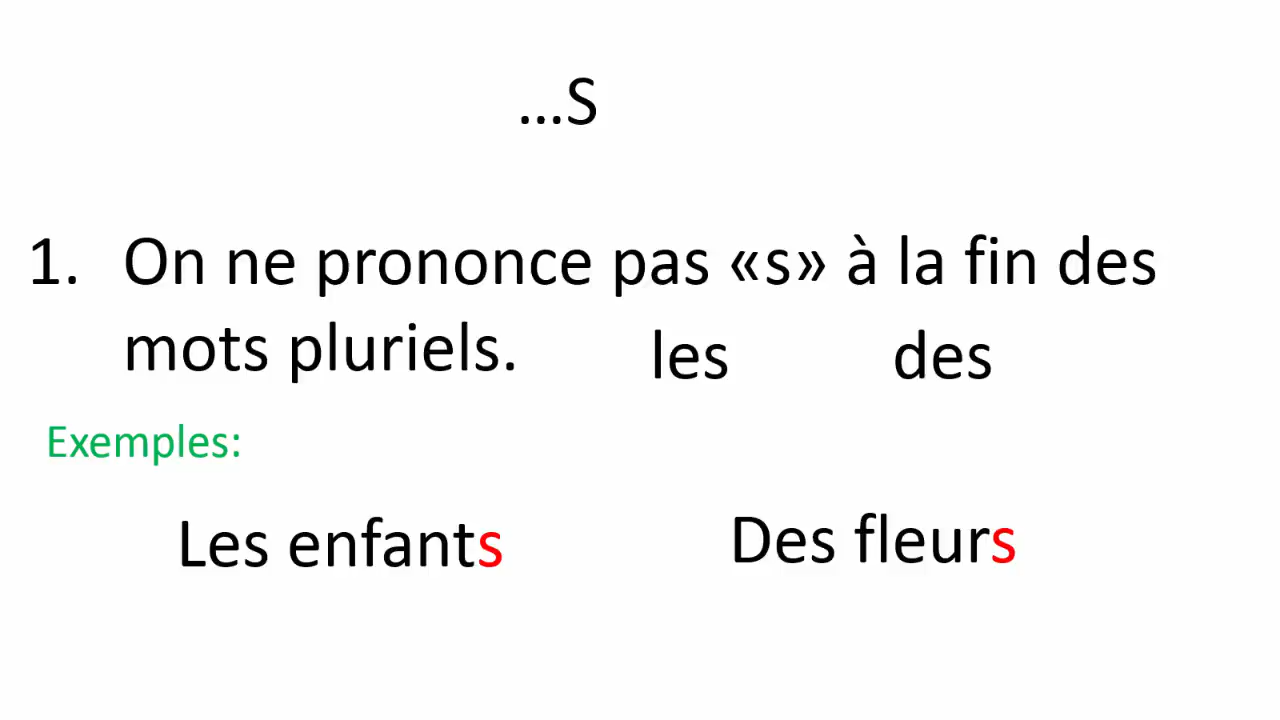 ...S
1. On ne prononce pas «s» à la fin des
mots pluriels. les des
Exemples:
Les enfants Des fleurs